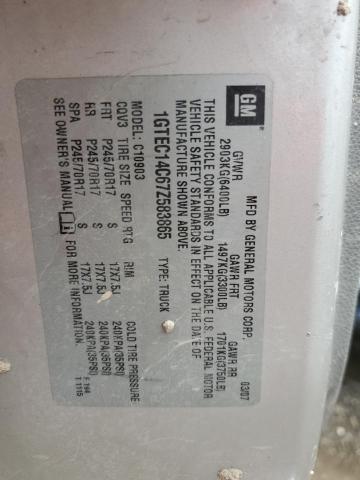 GM
MFD BY GENERAL MOTORS CORP. 03/07
GVWR GAWR FRT GAWR RR
2903KG(6400LB) 1497KG(3300LB) 1701KG(3750LB)
THIS VEHICLE CONFORMS TO ALL APPLICABLE U.S. FEDERAL MOTOR
VEHICLE SAFETY STANDARDS IN EFFECT ON THE DATE OF
MANUFACTURE SHOWN ABOVE.
1GTEC14C67Z583865 TYPE: TRUCK
MODEL: C10903
CQV3 TIRE SIZE SPEED RTG RIM COLD TIRE PRESSURE
FRT P245/70R17 S 17X7.5J 240KPA(35PSI)
RR P245/70R17 S 17X7.5J 240KPA(35PSI)
SPA P245/70R17 S 17X7.5J 240KPA(35PSI)
SEE OWNER'S MANUAL FOR MORE INFORMATION F-194
T 1115